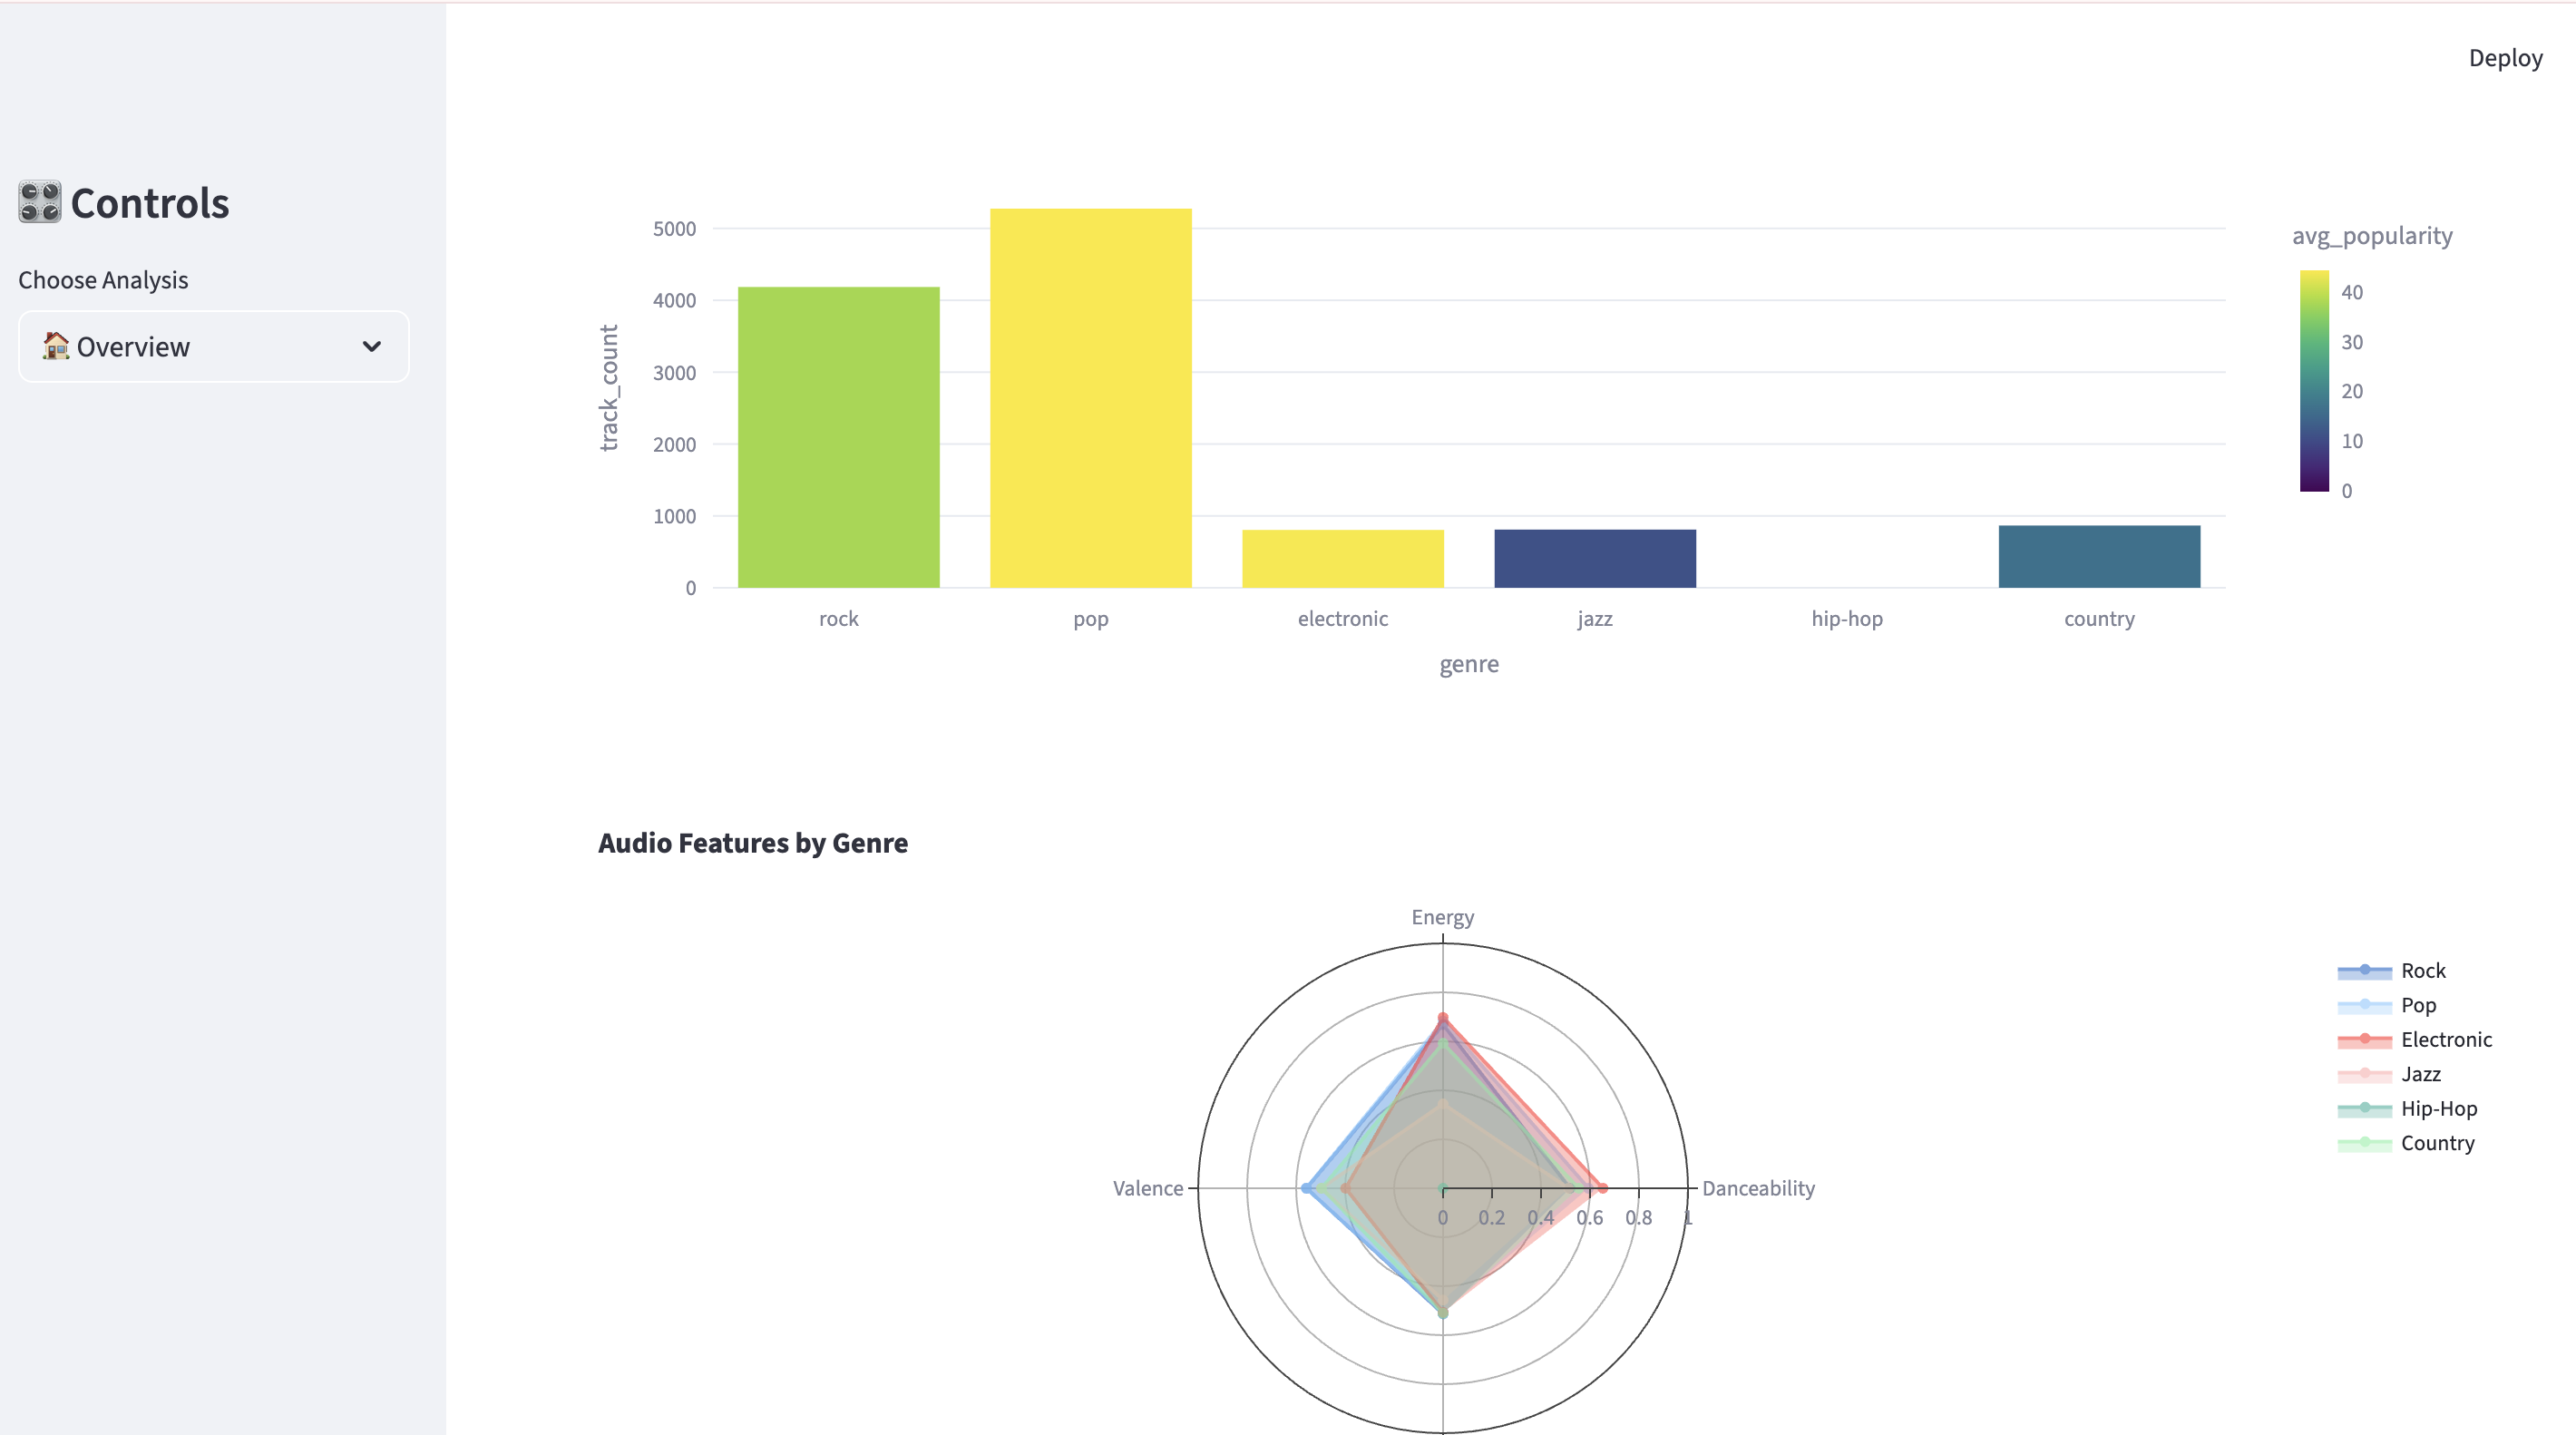 Deploy
Controls
Choose Analysis
Overview
5000
4000
3000
2000
1000
0
track_count
rock
pop
electronic
jazz
hip-hop
country
genre
avg_popularity
40
30
20
10
0
Audio Features by Genre
Energy
Valence
Danceability
0
0.2
0.4
0.6
0.8
1
Rock
Pop
Electronic
Jazz
Hip-Hop
Country